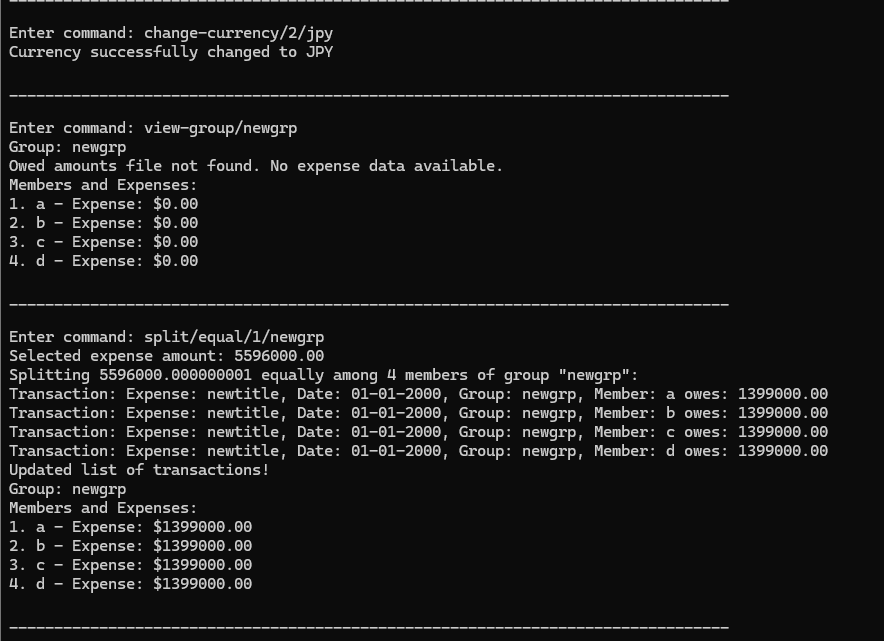 --------------------------------------------------------------------------------
Enter command: change-currency/2/jpy
Currency successfully changed to JPY
--------------------------------------------------------------------------------
Enter command: view-group/newgrp
Group: newgrp
Owed amounts file not found. No expense data available.
Members and Expenses:
1. a - Expense: $0.00
2. b - Expense: $0.00
3. c - Expense: $0.00
4. d - Expense: $0.00
--------------------------------------------------------------------------------
Enter command: split/equal/1/newgrp
Selected expense amount: 5596000.00
Splitting 5596000.000000001 equally among 4 members of group "newgrp":
Transaction: Expense: newtitle, Date: 01-01-2000, Group: newgrp, Member: a owes: 1399000.00
Transaction: Expense: newtitle, Date: 01-01-2000, Group: newgrp, Member: b owes: 1399000.00
Transaction: Expense: newtitle, Date: 01-01-2000, Group: newgrp, Member: c owes: 1399000.00
Transaction: Expense: newtitle, Date: 01-01-2000, Group: newgrp, Member: d owes: 1399000.00
Updated list of transactions!
Group: newgrp
Members and Expenses:
1. a - Expense: $1399000.00
2. b - Expense: $1399000.00
3. c - Expense: $1399000.00
4. d - Expense: $1399000.00
--------------------------------------------------------------------------------